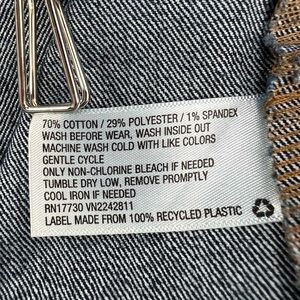 70% COTTON / 29% POLYESTER / 1% SPANDEX
WASH BEFORE WEAR, WASH INSIDE OUT
MACHINE WASH COLD WITH LIKE COLORS
GENTLE CYCLE
ONLY NON-CHLORINE BLEACH IF NEEDED
TUMBLE DRY LOW, REMOVE PROMPTLY
COOL IRON IF NEEDED
RN17730 VN2242811
LABEL MADE FROM 100% RECYCLED PLASTIC